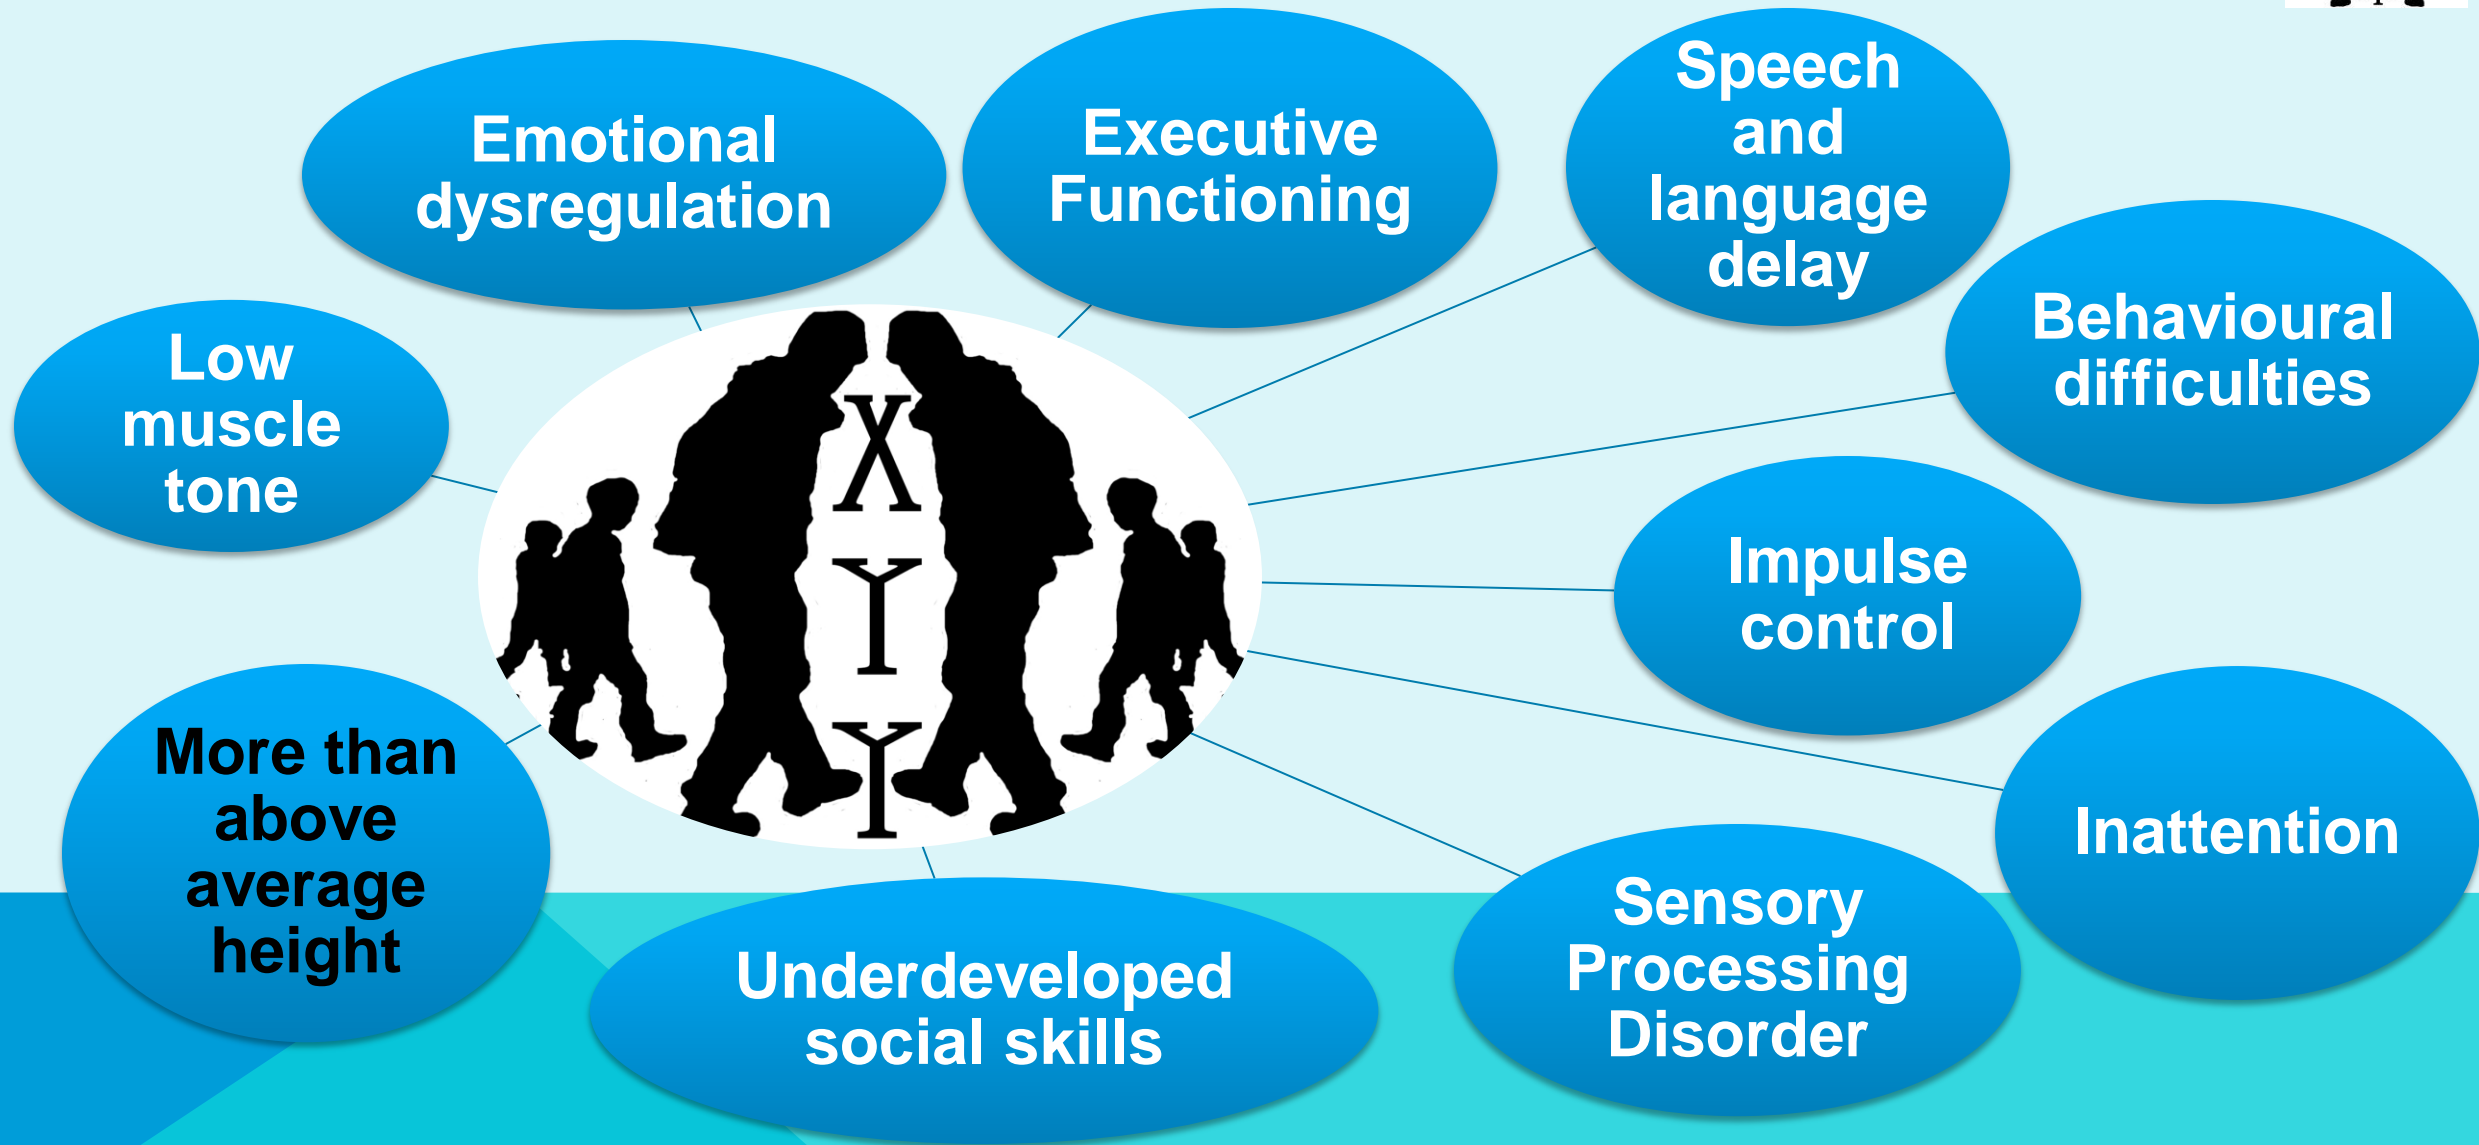 Emotional
dysregulation
Executive
Functioning
Speech
and
language
delay
Behavioural
difficulties
Low
muscle
tone
X
Y
Y
Impulse
control
More than
above
average
height
Inattention
Sensory
Processing
Disorder
Underdeveloped
social skills